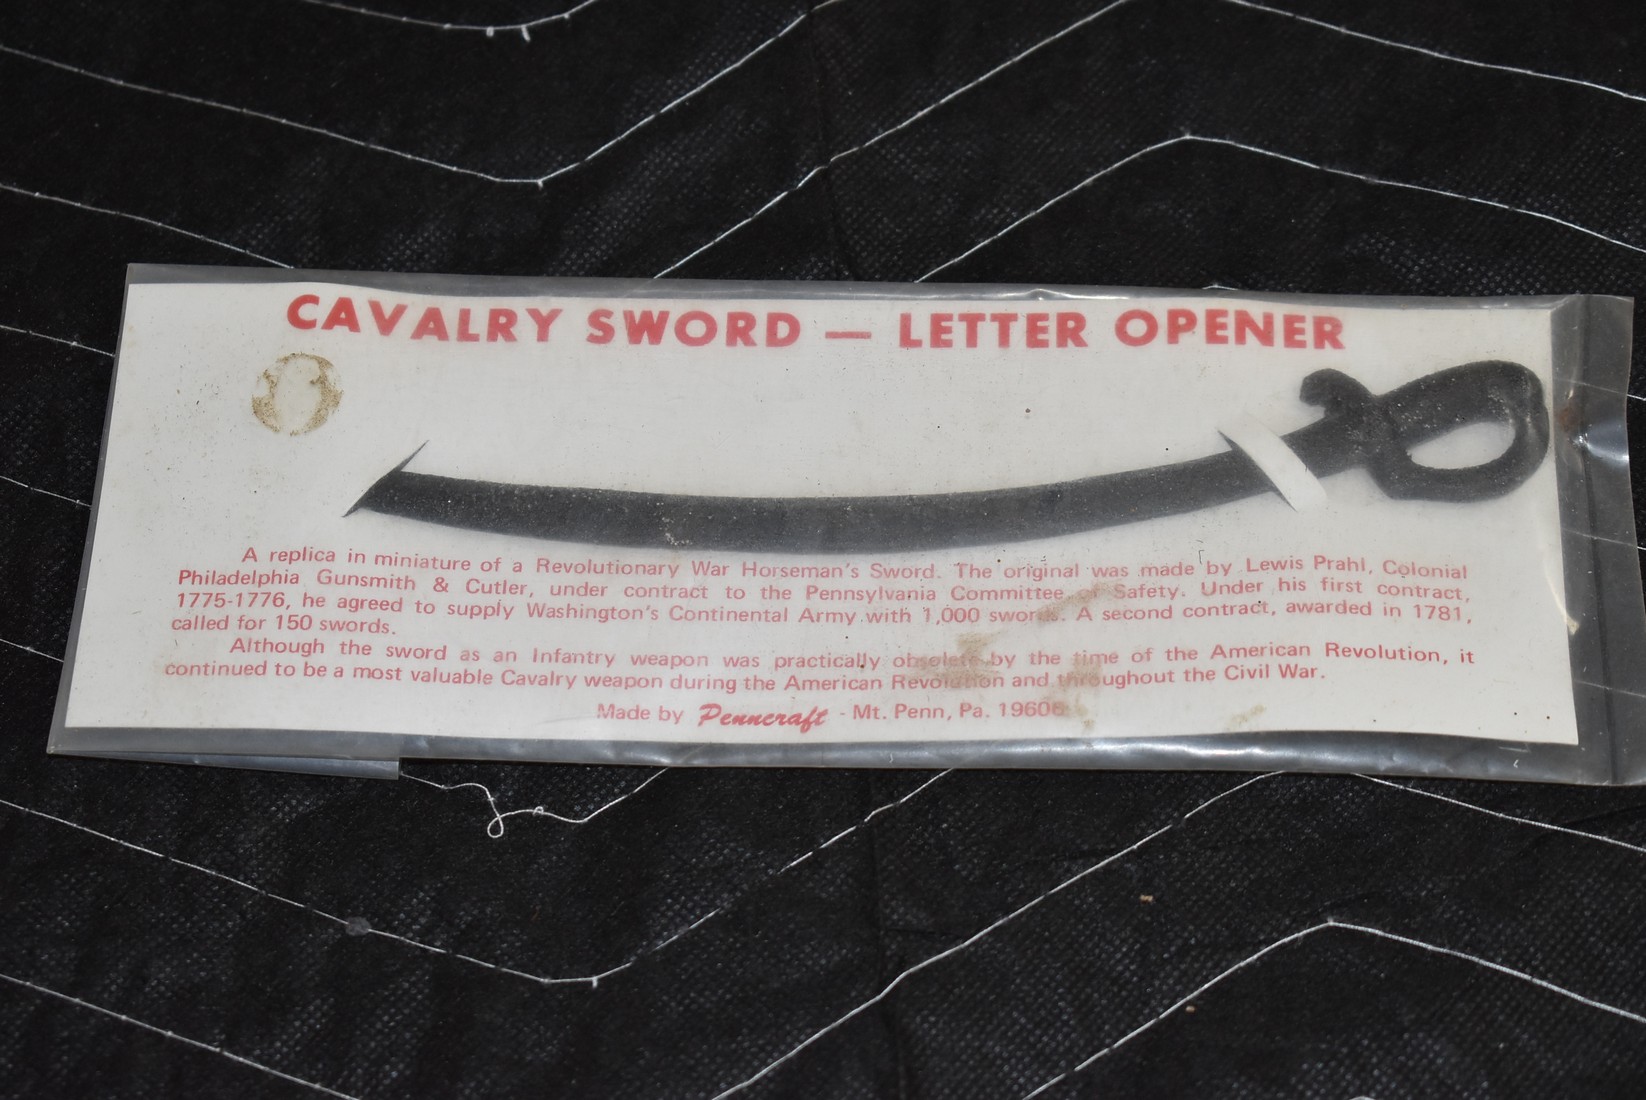 CAVALRY SWORD — LETTER OPENER
A replica in miniature of a Revolutionary War Horseman's Sword. The original was made by Lewis Prahl, Colonial
Philadelphia Gunsmith & Cutler, under contract to the Pennsylvania Committee of Safety. Under his first contract,
1775-1776, he agreed to supply Washington's Continental Army with 1,000 swords. A second contract, awarded in 1781,
called for 150 swords.
Although the sword as an Infantry weapon was practically obsolete by the time of the American Revolution, it
continued to be a most valuable Cavalry weapon during the American Revolution and throughout the Civil War.
Made by Penncraft - Mt. Penn, Pa. 19606